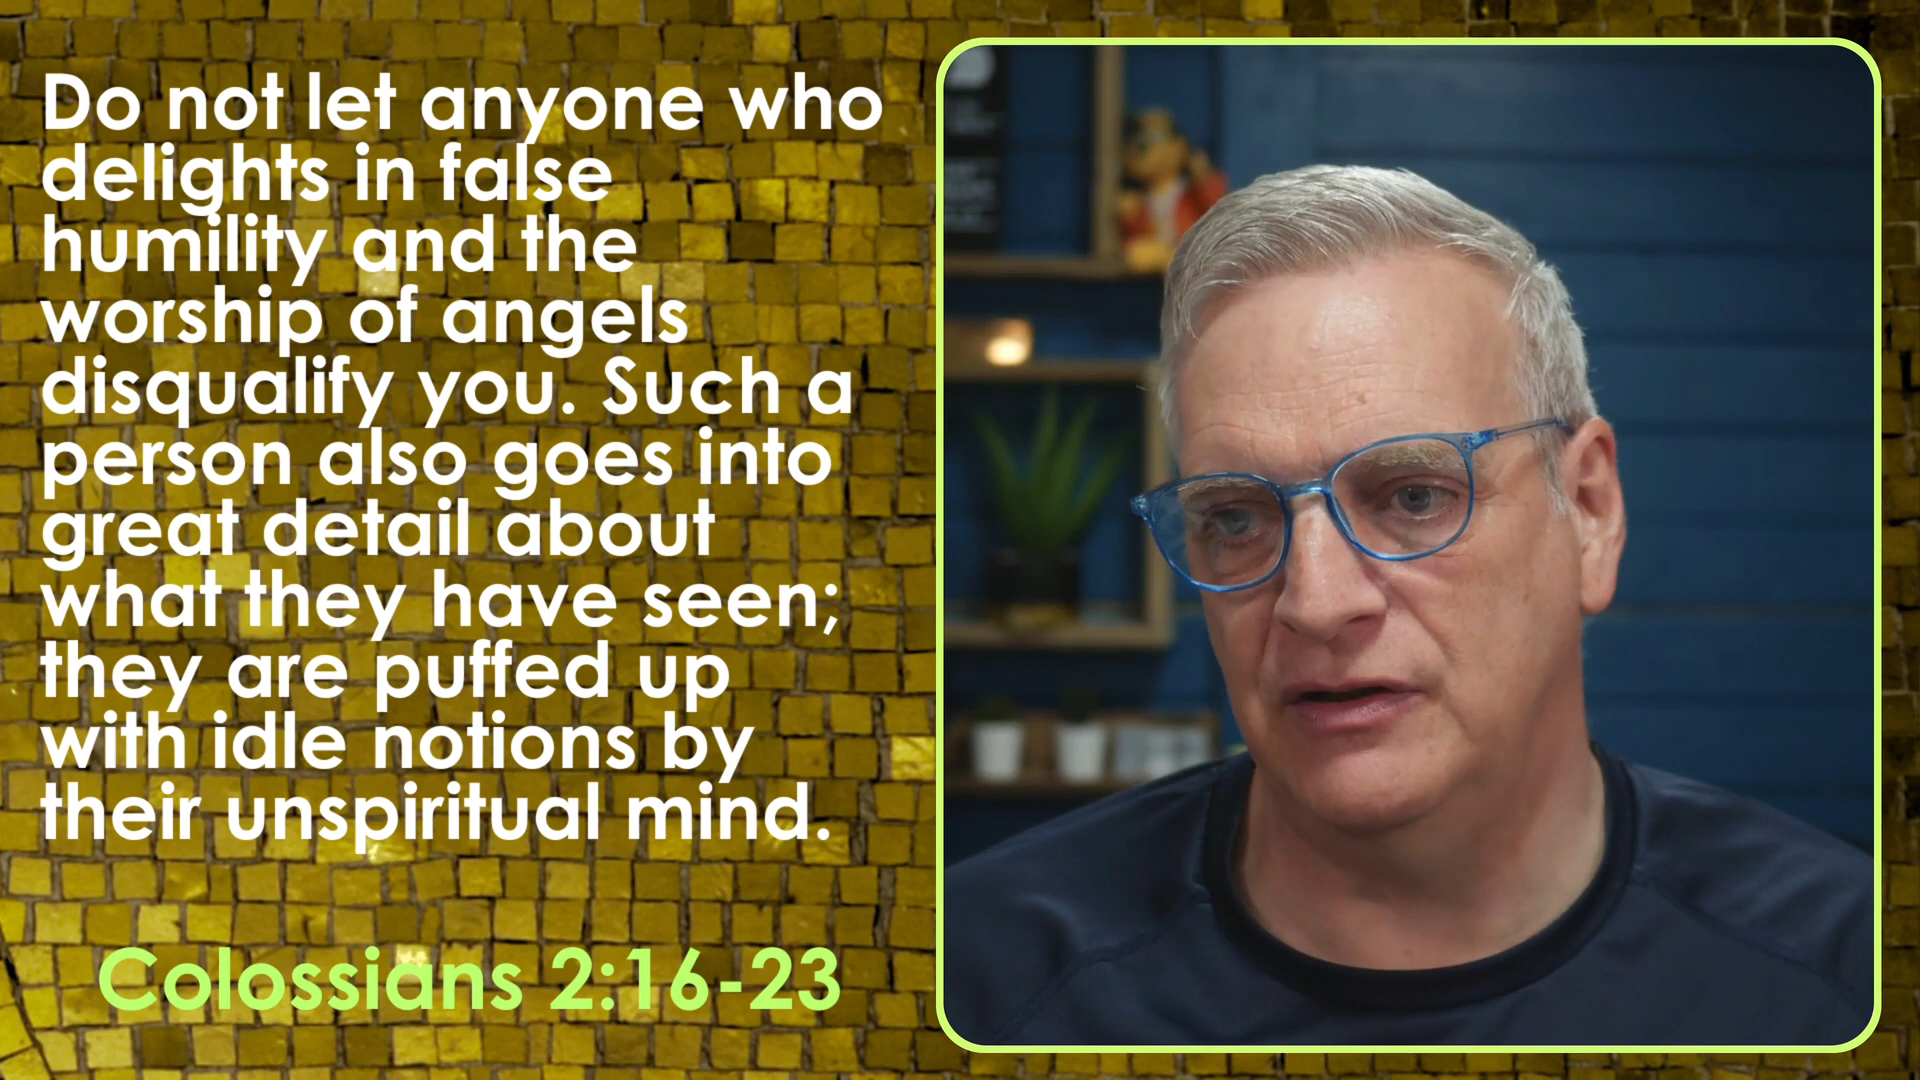 Do not let anyone who
delights in false
humility and the
worship of angels
disqualify you. Such a
person also goes into
great detail about
what they have seen;
they are puffed up
with idle notions by
their unspiritual mind.
Colossians 2:16-23